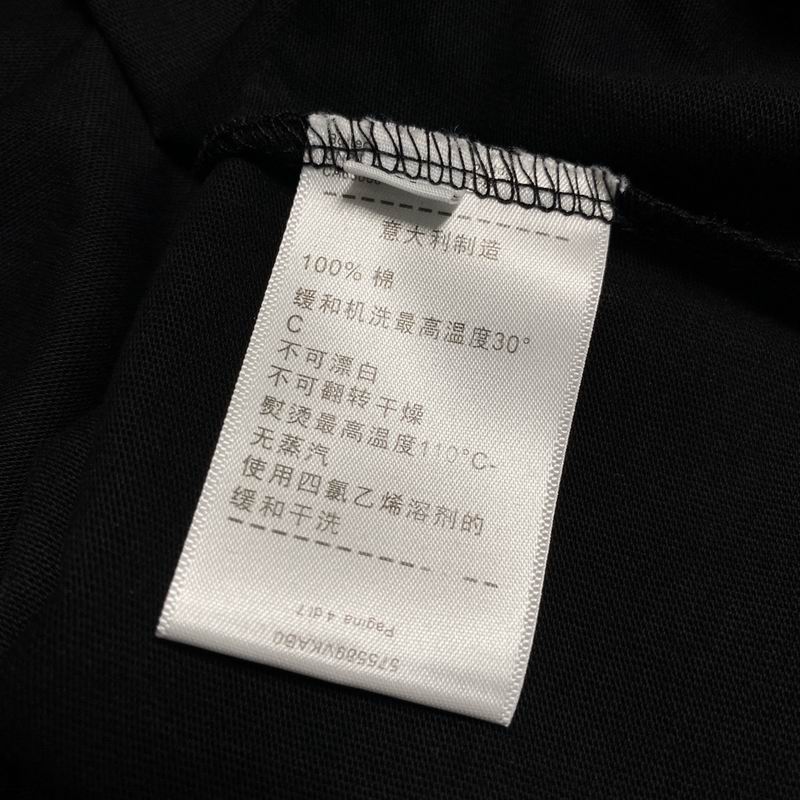 意大利制造
100% 棉
缓和机洗最高温度30°
C
不可漂白
不可翻转干燥
熨烫最高温度110°C-
无蒸汽
使用四氯乙烯溶剂的
缓和干洗
Pagina 4 di 7